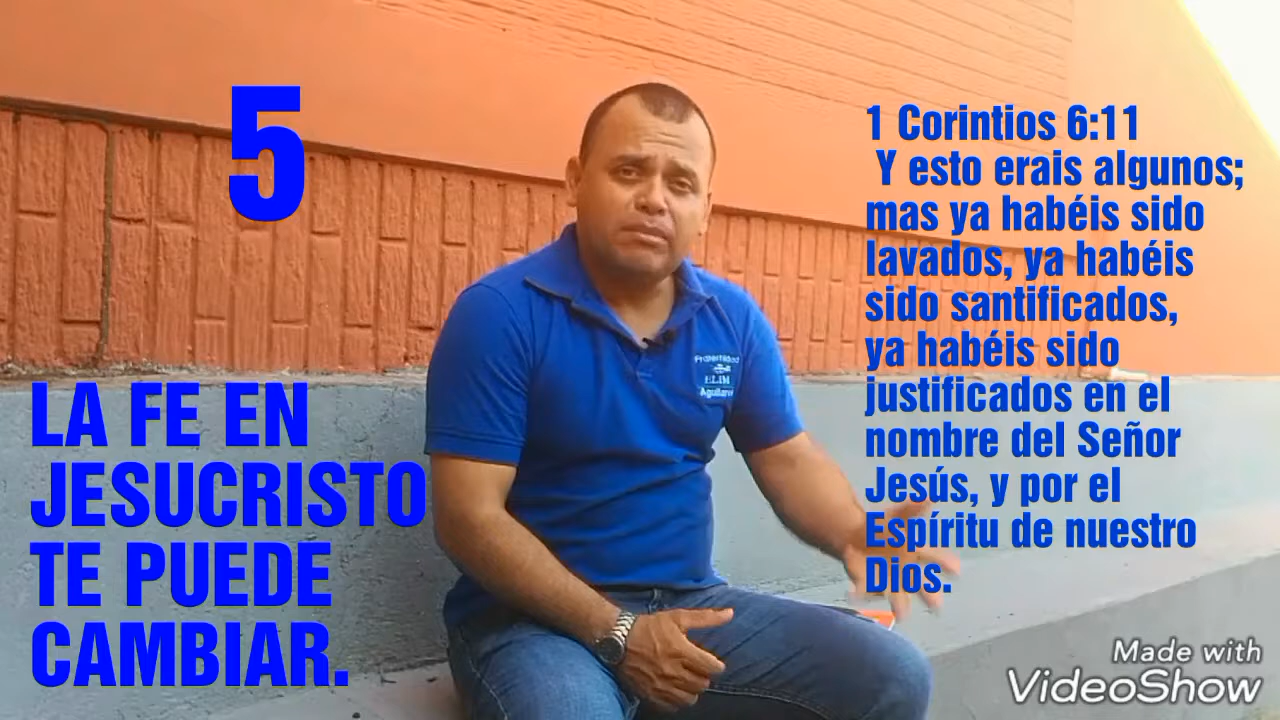 5
LA FE EN
JESUCRISTO
TE PUEDE
CAMBIAR.
1 Corintios 6:11
Y esto erais algunos;
mas ya habéis sido
lavados, ya habéis
sido santificados,
ya habéis sido
justificados en el
nombre del Señor
Jesús, y por el
Espíritu de nuestro
Dios.
Fraternidad
ELIM
Aguilares
Made with
VideoShow